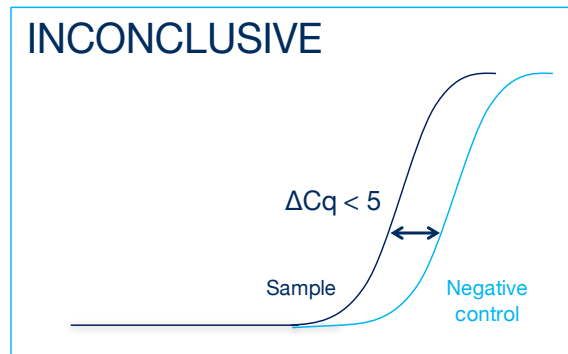 INCONCLUSIVE
ΔCq < 5
Sample
Negative
control